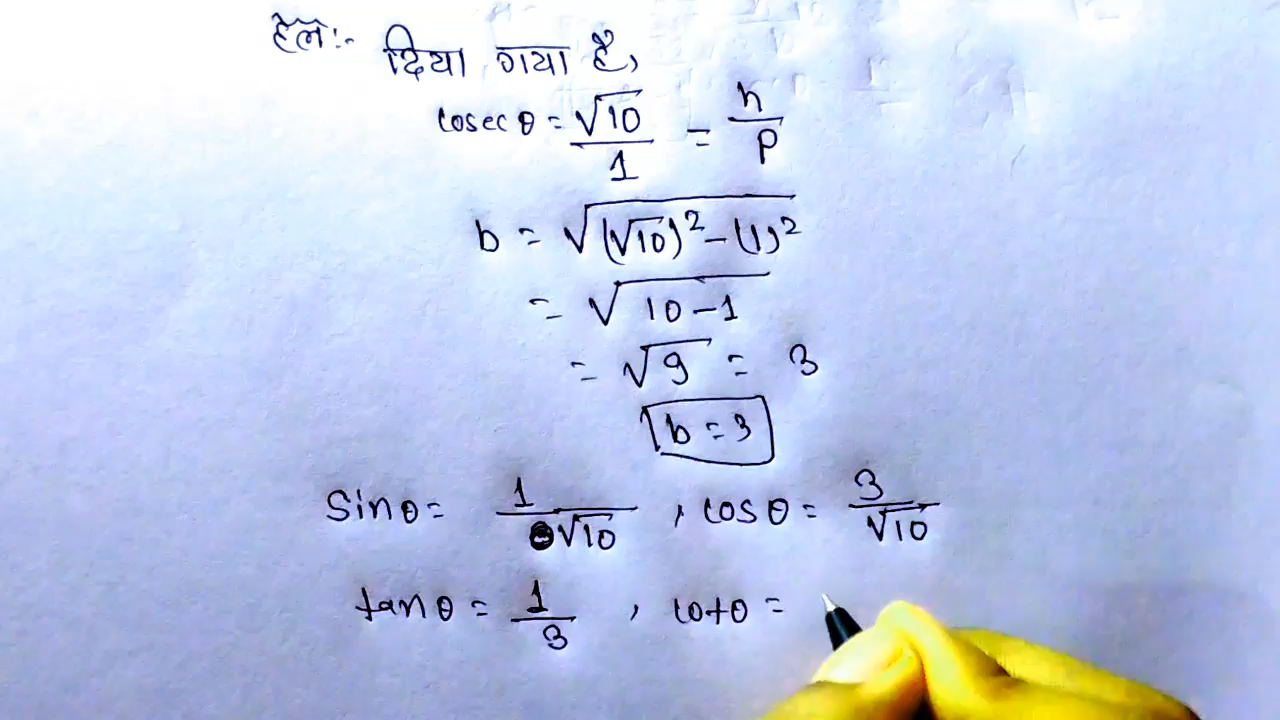 हल:-
दिया गया है,
cosec θ = √10/1 = h/p
b = √((√10)² - (1)²)
= √(10-1)
= √9 = 3
b = 3
Sin θ = 1/√10 , cos θ = 3/√10
tan θ = 1/3 , cot θ =